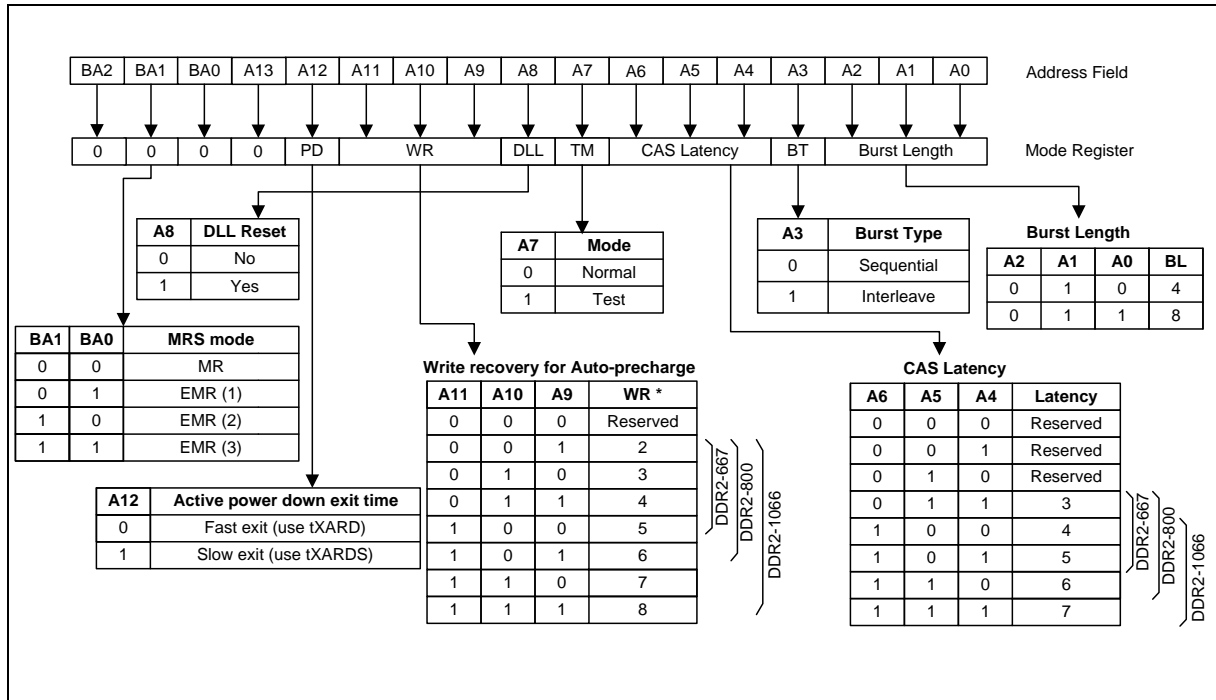 BA2 BA1 BA0 A13 A12 A11 A10 A9 A8 A7 A6 A5 A4 A3 A2 A1 A0 Address Field
0 0 0 0 PD WR DLL TM CAS Latency BT Burst Length Mode Register
A8 DLL Reset
0 No
1 Yes
A7 Mode
0 Normal
1 Test
A3 Burst Type
0 Sequential
1 Interleave
Burst Length
A2 A1 A0 BL
0 1 0 4
0 1 1 8
BA1 BA0 MRS mode
0 0 MR
0 1 EMR (1)
1 0 EMR (2)
1 1 EMR (3)
A12 Active power down exit time
0 Fast exit (use tXARD)
1 Slow exit (use tXARDS)
Write recovery for Auto-precharge
A11 A10 A9 WR *
0 0 0 Reserved
0 0 1 2
0 1 0 3
0 1 1 4
1 0 0 5
1 0 1 6
1 1 0 7
1 1 1 8
DDR2-667
DDR2-800
DDR2-1066
CAS Latency
A6 A5 A4 Latency
0 0 0 Reserved
0 0 1 Reserved
0 1 0 Reserved
0 1 1 3
1 0 0 4
1 0 1 5
1 1 0 6
1 1 1 7
DDR2-667
DDR2-800
DDR2-1066